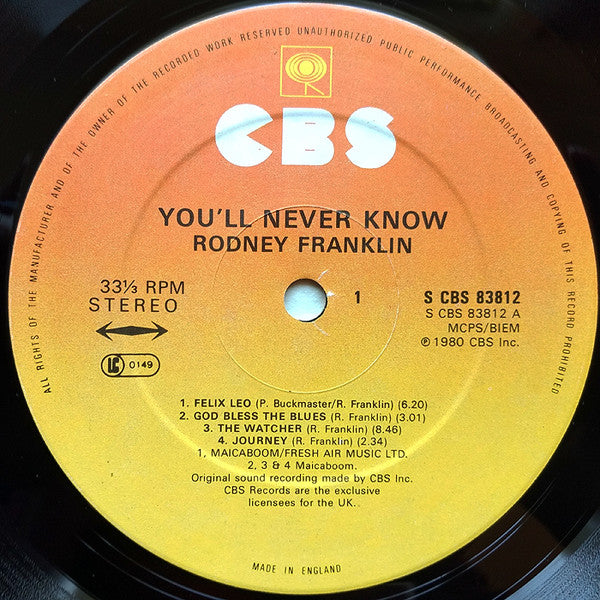 ALL RIGHTS OF THE MANUFACTURER AND OF THE OWNER OF THE RECORDED WORK RESERVED UNAUTHORIZED PUBLIC PERFORMANCE BROADCASTING AND COPYING OF THIS RECORD PROHIBITED
CBS
YOU'LL NEVER KNOW
RODNEY FRANKLIN
33⅓ RPM
STEREO
LC 0149
1
S CBS 83812
S CBS 83812 A
MCPS/BIEM
℗ 1980 CBS Inc.
1. FELIX LEO (P. Buckmaster/R. Franklin) (6.20)
2. GOD BLESS THE BLUES (R. Franklin) (3.01)
3. THE WATCHER (R. Franklin) (8.46)
4. JOURNEY (R. Franklin) (2.34)
1, MAICABOOM/FRESH AIR MUSIC LTD.
2, 3 & 4 Maicaboom.
Original sound recording made by CBS Inc.
CBS Records are the exclusive
licensees for the UK.
MADE IN ENGLAND